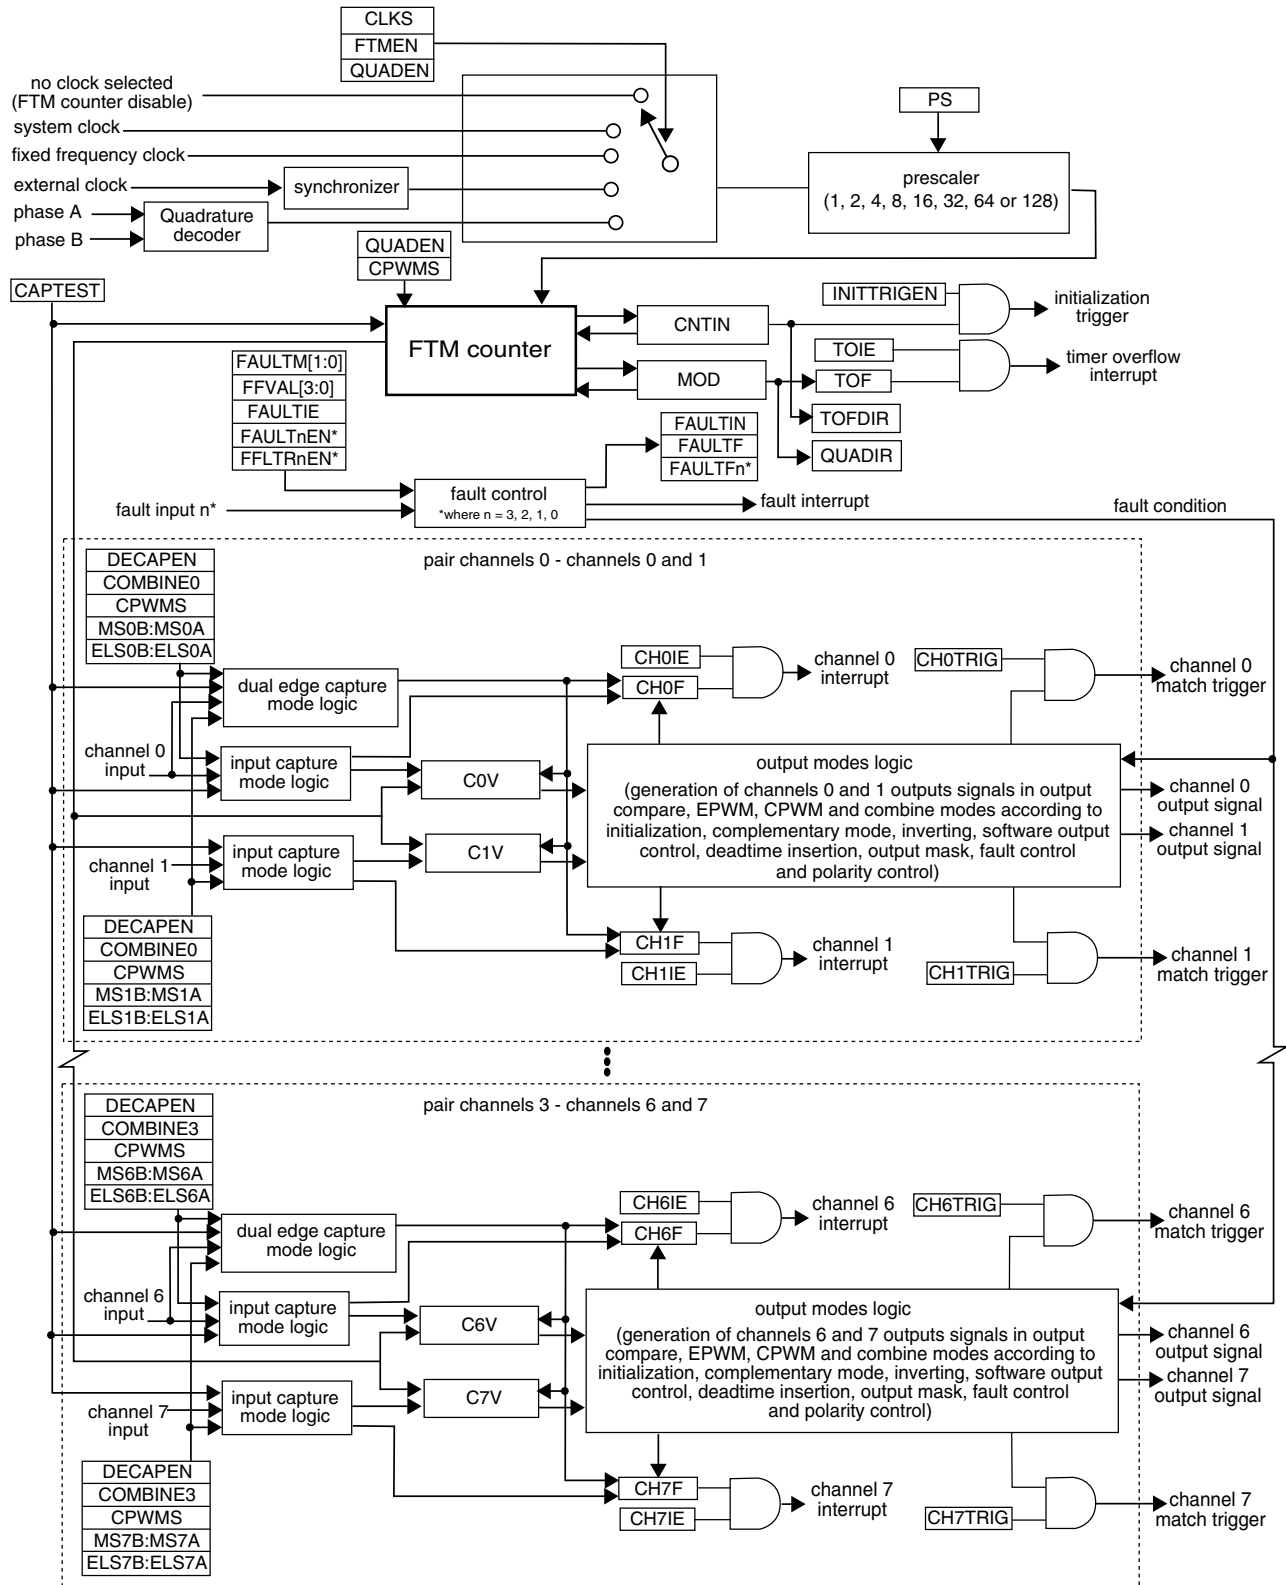 CLKS
FTMEN
QUADEN
no clock selected
(FTM counter disable)
system clock
fixed frequency clock
external clock
synchronizer
phase A
phase B
Quadrature
decoder
PS
prescaler
(1, 2, 4, 8, 16, 32, 64 or 128)
QUADEN
CPWMS
CAPTEST
FTM counter
CNTIN
MOD
INITTRIGEN
initialization
trigger
TOIE
TOF
timer overflow
interrupt
TOFDIR
QUADIR
FAULTM[1:0]
FFVAL[3:0]
FAULTIE
FAULTnEN*
FFLTRnEN*
FAULTIN
FAULTF
FAULTFn*
fault input n*
fault control
*where n = 3, 2, 1, 0
fault interrupt
fault condition
pair channels 0 - channels 0 and 1
DECAPEN
COMBINE0
CPWMS
MS0B:MS0A
ELS0B:ELS0A
dual edge capture
mode logic
channel 0
input
input capture
mode logic
C0V
channel 1
input
input capture
mode logic
C1V
CH0IE
CH0F
channel 0
interrupt
CH0TRIG
channel 0
match trigger
output modes logic
(generation of channels 0 and 1 outputs signals in output
compare, EPWM, CPWM and combine modes according to
initialization, complementary mode, inverting, software output
control, deadtime insertion, output mask, fault control
and polarity control)
channel 0
output signal
channel 1
output signal
DECAPEN
COMBINE0
CPWMS
MS1B:MS1A
ELS1B:ELS1A
CH1F
CH1IE
channel 1
interrupt
CH1TRIG
channel 1
match trigger
pair channels 3 - channels 6 and 7
DECAPEN
COMBINE3
CPWMS
MS6B:MS6A
ELS6B:ELS6A
dual edge capture
mode logic
channel 6
input
input capture
mode logic
C6V
channel 7
input
input capture
mode logic
C7V
CH6IE
CH6F
channel 6
interrupt
CH6TRIG
channel 6
match trigger
output modes logic
(generation of channels 6 and 7 outputs signals in output
compare, EPWM, CPWM and combine modes according to
initialization, complementary mode, inverting, software output
control, deadtime insertion, output mask, fault control
and polarity control)
channel 6
output signal
channel 7
output signal
DECAPEN
COMBINE3
CPWMS
MS7B:MS7A
ELS7B:ELS7A
CH7F
CH7IE
channel 7
interrupt
CH7TRIG
channel 7
match trigger